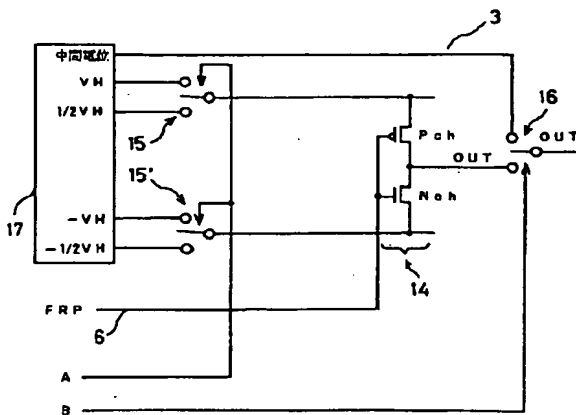 3
中間電位
VH
1/2VH
15
16
OUT
Pch
OUT
Nch
15'
17
-VH
-1/2VH
14
FRP
6
A
B